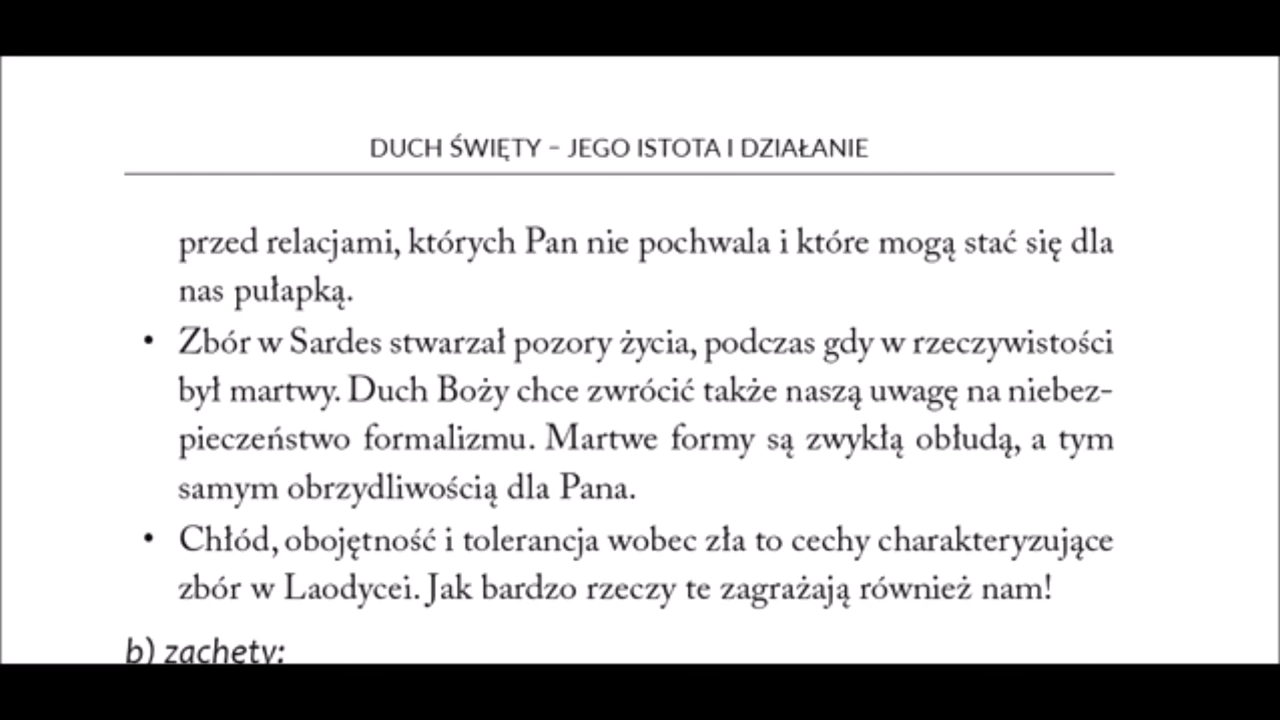 DUCH ŚWIĘTY – JEGO ISTOTA I DZIAŁANIE
przed relacjami, których Pan nie pochwala i które mogą stać się dla
nas pułapką.
• Zbór w Sardes stwarzał pozory życia, podczas gdy w rzeczywistości
był martwy. Duch Boży chce zwrócić także naszą uwagę na niebez-
pieczeństwo formalizmu. Martwe formy są zwykłą obłudą, a tym
samym obrzydliwością dla Pana.
• Chłód, obojętność i tolerancja wobec zła to cechy charakteryzujące
zbór w Laodycei. Jak bardzo rzeczy te zagrażają również nam!
b) zachęty: